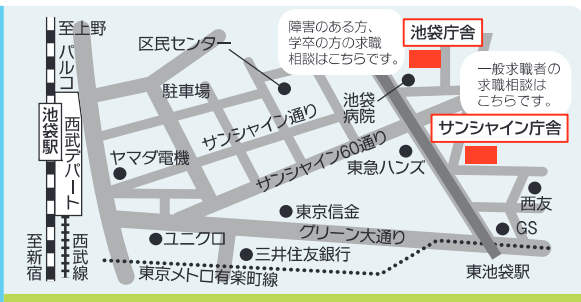 至上野
パルコ
池袋駅
西武デパート
至新宿
西武線
区民センター
駐車場
ヤマダ電機
サンシャイン通り
サンシャイン60通り
障害のある方、
学卒の方の求職
相談はこちらです。
池袋庁舎
池袋
病院
一般求職者の
求職相談は
こちらです。
サンシャイン庁舎
東急ハンズ
西友
GS
東京信金
グリーン大通り
ユニクロ
三井住友銀行
東京メトロ有楽町線
東池袋駅